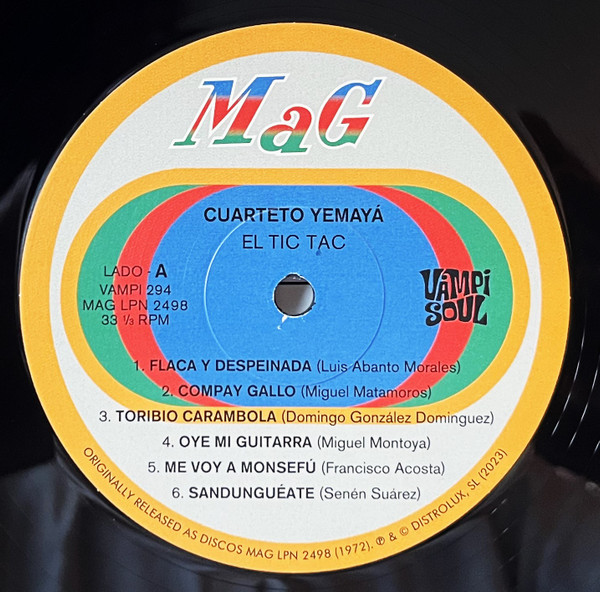 MaG
CUARTETO YEMAYÁ
EL TIC TAC
LADO - A
VAMPI 294
MAG LPN 2498
33 ⅓ RPM
VAMPI
SOUL
1. FLACA Y DESPEINADA (Luis Abanto Morales)
2. COMPAY GALLO (Miguel Matamoros)
3. TORIBIO CARAMBOLA (Domingo González Dominguez)
4. OYE MI GUITARRA (Miguel Montoya)
5. ME VOY A MONSEFÚ (Francisco Acosta)
6. SANDUNGUÉATE (Senén Suárez)
ORIGINALLY RELEASED AS DISCOS MAG LPN 2498 (1972). ℗ & © DISTROLUX, SL (2023)